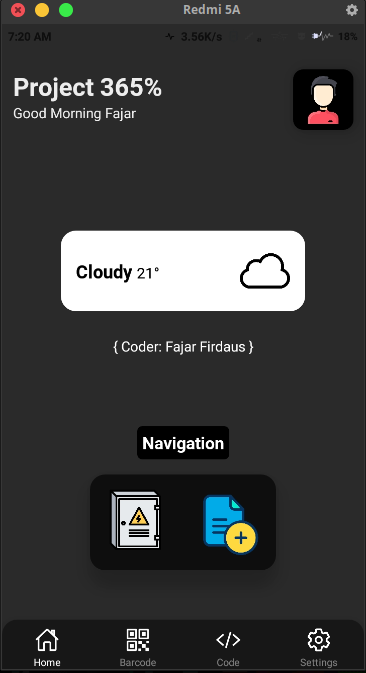 Redmi 5A
7:20 AM
3.56K/s
18%
Project 365%
Good Morning Fajar
Cloudy 21°
{ Coder: Fajar Firdaus }
Navigation
Home
Barcode
Code
Settings